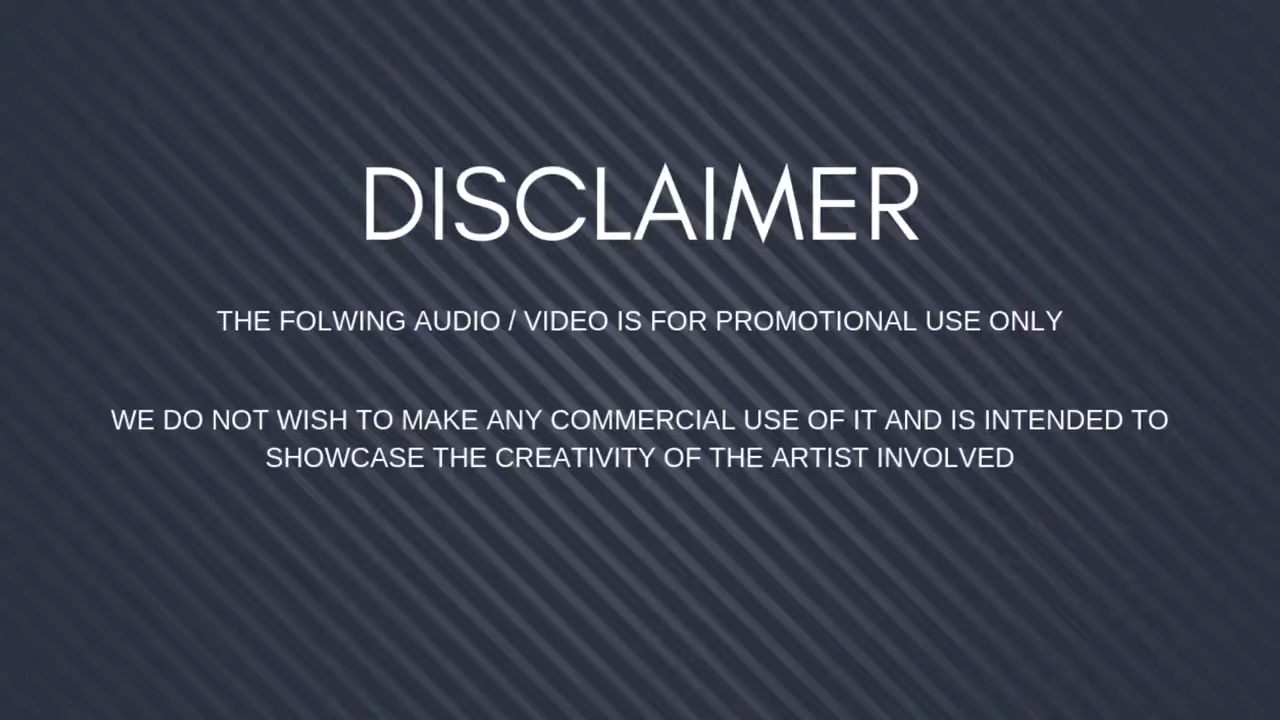 DISCLAIMER
THE FOLWING AUDIO / VIDEO IS FOR PROMOTIONAL USE ONLY
WE DO NOT WISH TO MAKE ANY COMMERCIAL USE OF IT AND IS INTENDED TO
SHOWCASE THE CREATIVITY OF THE ARTIST INVOLVED